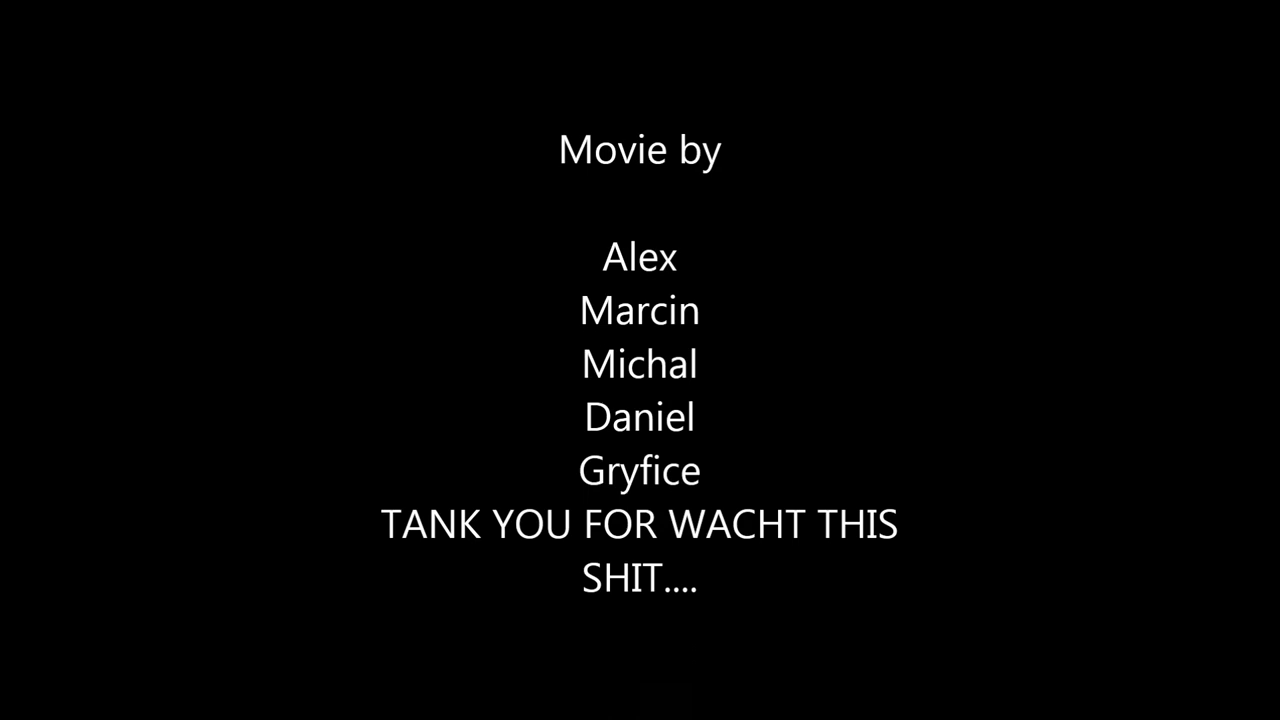 Movie by
Alex
Marcin
Michal
Daniel
Gryfice
TANK YOU FOR WACHT THIS
SHIT....